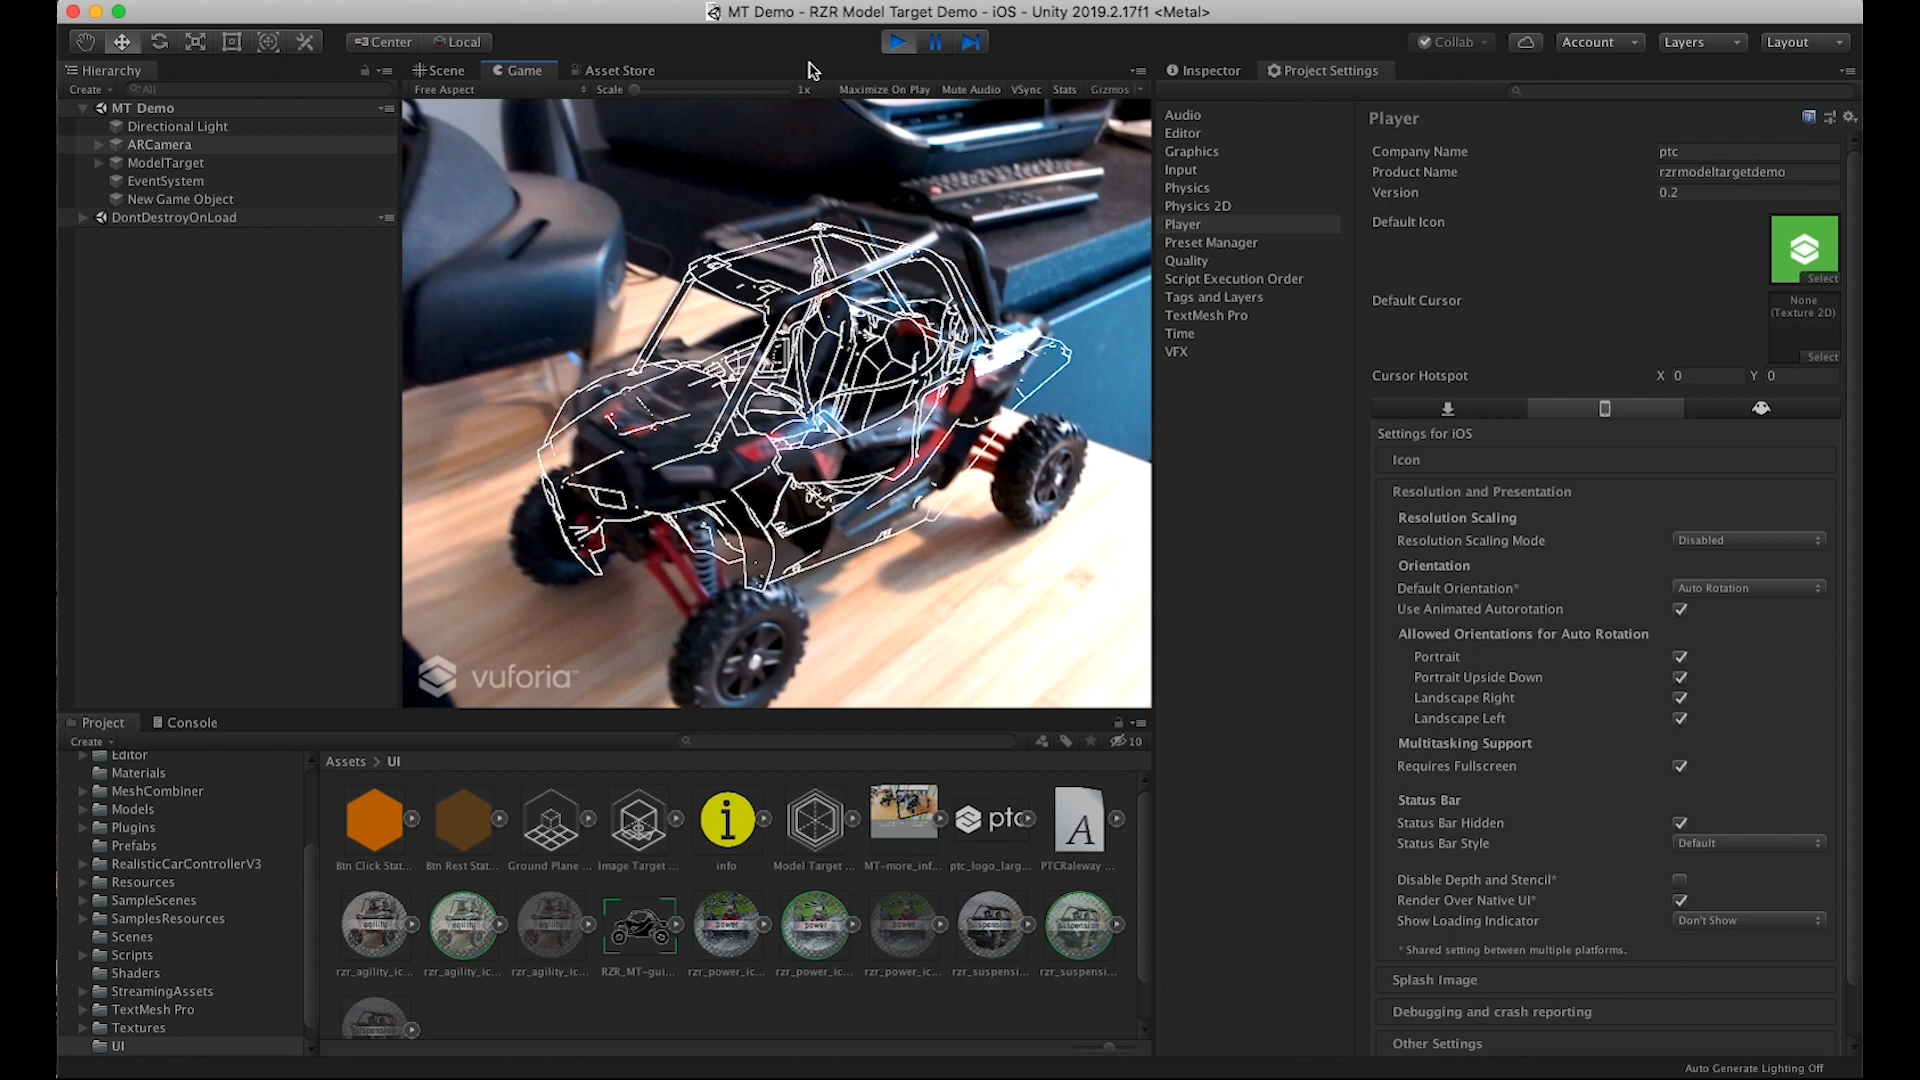 MT Demo - RZR Model Target Demo - iOS - Unity 2019.2.17f1 <Metal>
Center Local
Collab Account Layers Layout
Hierarchy
Create All
MT Demo
Directional Light
ARCamera
ModelTarget
EventSystem
New Game Object
DontDestroyOnLoad
Scene Game Asset Store
Free Aspect Scale 1x Maximize On Play Mute Audio VSync Stats Gizmos
vuforia™
Inspector Project Settings
Audio
Editor
Graphics
Input
Physics
Physics 2D
Player
Preset Manager
Quality
Script Execution Order
Tags and Layers
TextMesh Pro
Time
VFX
Player
Company Name ptc
Product Name rzrmodeltargetdemo
Version 0.2
Default Icon
Select
Default Cursor None
(Texture 2D)
Select
Cursor Hotspot X 0 Y 0
Settings for iOS
Icon
Resolution and Presentation
Resolution Scaling
Resolution Scaling Mode Disabled
Orientation
Default Orientation* Auto Rotation
Use Animated Autorotation
Allowed Orientations for Auto Rotation
Portrait
Portrait Upside Down
Landscape Right
Landscape Left
Multitasking Support
Requires Fullscreen
Status Bar
Status Bar Hidden
Status Bar Style Default
Disable Depth and Stencil*
Render Over Native UI*
Show Loading Indicator Don't Show
* Shared setting between multiple platforms.
Splash Image
Debugging and crash reporting
Other Settings
Auto Generate Lighting Off
Project Console
Create 10
Editor
Materials
MeshCombiner
Models
Plugins
Prefabs
RealisticCarControllerV3
Resources
SampleScenes
SamplesResources
Scenes
Scripts
Shaders
StreamingAssets
TextMesh Pro
Textures
UI
Assets > UI
i ptc A
Btn Click Stat... Btn Rest Stat... Ground Plane ... Image Target ... info Model Target ... MT-more_inf... ptc_logo_larg... PTCRaleway ...
agility agility agility power power power suspension suspension
rzr_agility_ic... rzr_agility_ic... rzr_agility_ic... RZR_MT-gui... rzr_power_ic... rzr_power_ic... rzr_power_ic... rzr_suspensi... rzr_suspensi...
suspension